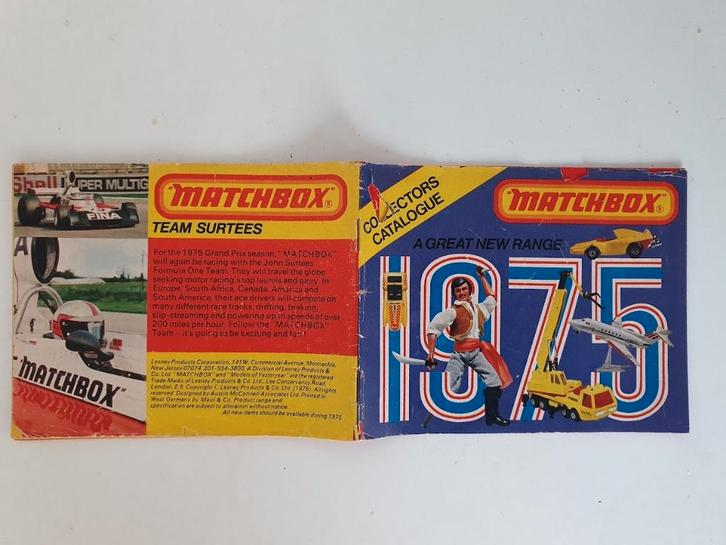 Shell SUPER MULTIG
FINA
A
MATCHBOX
"MATCHBOX"®
TEAM SURTEES
For the 1975 Grand Prix season, "MATCHBOX"
will again be racing with the John Surtees
Formula One Team. They will travel the globe
seeking motor racing's top laurels and glory. In
Europe, South Africa, Canada, America and
South America, their ace drivers will compete on
many different race tracks, drifting, braking,
slip-streaming and powering up to speeds of over
200 miles per hour. Follow the "MATCHBOX"
Team – it's going to be exciting and fun!
Lesney Products Corporation, 141 W. Commercial Avenue, Moonachie,
New Jersey 07074. 201-934-3800. A Division of Lesney Products &
Co. Ltd., "MATCHBOX" and "Models of Yesteryear" are the registered
Trade Marks of Lesney Products & Co. Ltd., Lee Conservancy Road,
London, E.9. Copyright © Lesney Products & Co. Ltd. (1975). All rights
reserved. Designed by Austin McConnell Associates Ltd. Printed in
West Germany by Maul & Co. Product range and
specification are subject to alteration without notice.
All new items should be available during 1975.
COLLECTORS
CATALOGUE
"MATCHBOX"®
A GREAT NEW RANGE
1975